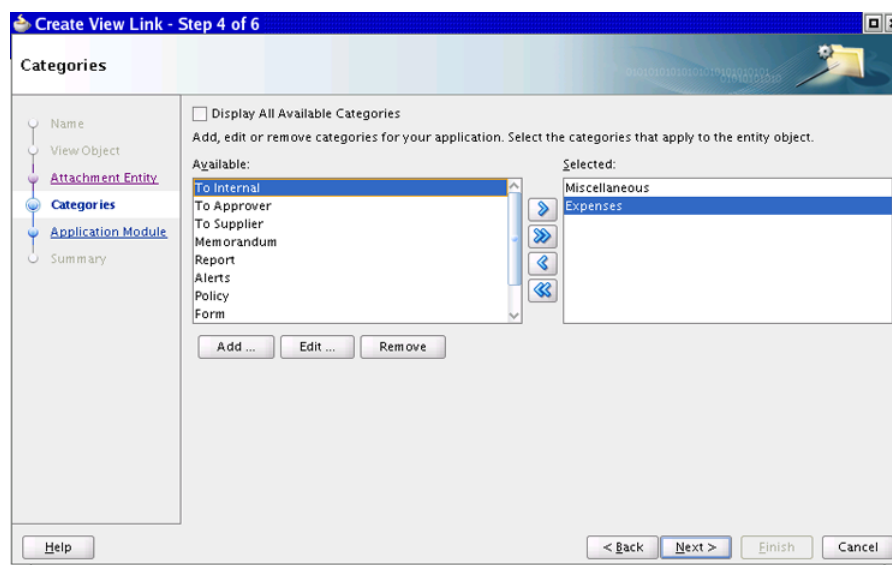 Create View Link - Step 4 of 6
Categories
Name
View Object
Attachment Entity
Categories
Application Module
Summary
Display All Available Categories
Add, edit or remove categories for your application. Select the categories that apply to the entity object.
Available:
To Internal
To Approver
To Supplier
Memorandum
Report
Alerts
Policy
Form
Selected:
Miscellaneous
Expenses
Add ...
Edit ...
Remove
Help
< Back
Next >
Finish
Cancel